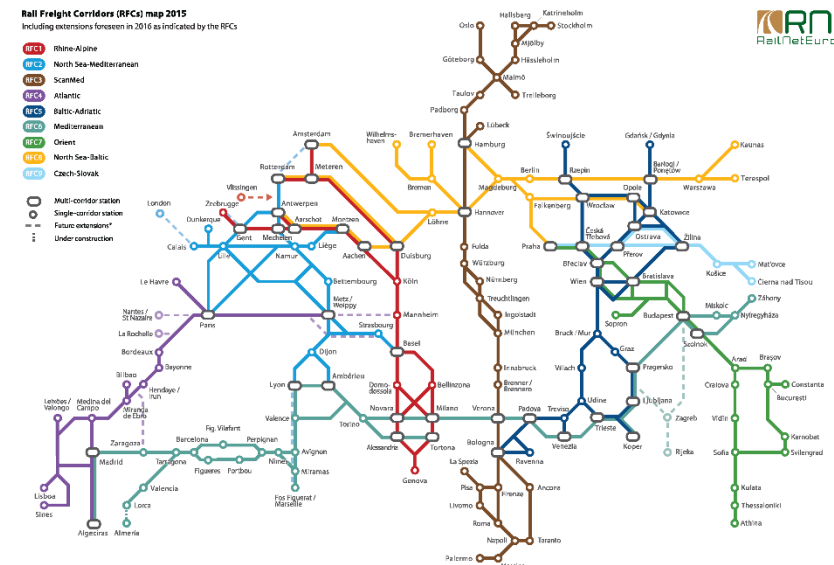 Rail Freight Corridors (RFCs) map 2015
Including extensions foreseen in 2016 as indicated by the RFCs
RFC1 Rhine-Alpine
RFC2 North Sea-Mediterranean
RFC3 ScanMed
RFC4 Atlantic
RFC5 Baltic-Adriatic
RFC6 Mediterranean
RFC7 Orient
RFC8 North Sea-Baltic
RFC9 Czech-Slovak
Multi-corridor station
Single-corridor station
Future extensions*
Under construction
RN
RailNetEuro
Oslo
Hallsberg
Katrineholm
Stockholm
Mjölby
Göteborg
Hässleholm
Malmö
Taulov
Trelleborg
Padborg
Lübeck
Hamburg
Amsterdam
Wilhelms-
haven
Bremerhaven
Świnoujście
Gdańsk / Gdynia
Kaunas
Rotterdam
Meteren
Bremen
Magdeburg
Berlin
Rzepin
Warszawa
Terespol
Vlissingen
London
Zeebrugge
Antwerpen
Dunkerque
Aarschot
Montzen
Löhne
Hannover
Falkenberg
Wrocław
Opole
Katowice
Calais
Lille
Gent
Mechelen
Namur
Liège
Aachen
Duisburg
Fulda
Praha
Česká
Třebová
Ostrava
Přerov
Žilina
Würzburg
Břeclav
Košice
Maťovce
Čierna nad Tisou
Le Havre
Bettembourg
Köln
Nürnberg
Wien
Bratislava
Treuchtlingen
Záhony
Nantes /
St Nazaire
Paris
Metz /
Woippy
Mannheim
Ingolstadt
Sopron
Budapest
Miskolc
Nyíregyháza
La Rochelle
Strasbourg
München
Bruck / Mur
Szolnok
Bordeaux
Dijon
Basel
Graz
Bayonne
Innsbruck
Villach
Pragersko
Arad
Brașov
Bilbao
Hendaye /
Irun
Lyon
Ambérieu
Domo-
dossola
Bellinzona
Brenner /
Brennero
Craiova
Constanta
București
Leixões /
Valongo
Medina del
Campo
Miranda
de Ebro
Valence
Torino
Novara
Milano
Verona
Padova
Treviso
Udine
Ljubljana
Zagreb
Vidin
Fig. Vilafant
Zaragoza
Barcelona
Perpignan
Alessandria
Tortona
Bologna
Venezia
Trieste
Koper
Rijeka
Sofia
Svilengrad
Madrid
Tarragona
Figueres
Portbou
Nîmes
Avignon
Miramas
Genova
La Spezia
Ravenna
Lisboa
Sines
Valencia
Lorca
Fos Figuerat /
Marseille
Pisa
Livorno
Firenze
Ancona
Kulata
Thessaloniki
Algeciras
Almería
Roma
Athina
Napoli
Taranto
Palermo